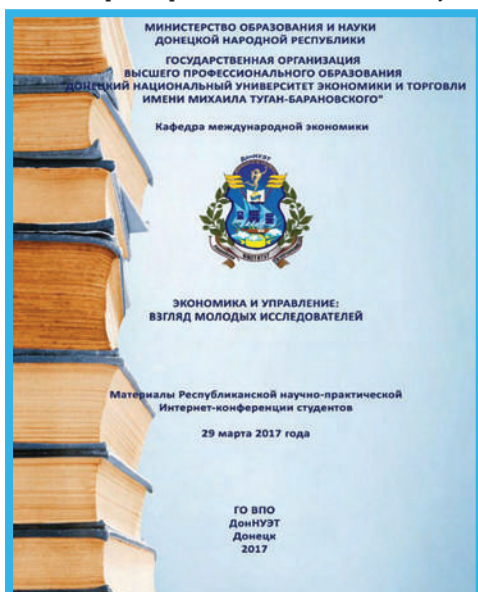 МИНИСТЕРСТВО ОБРАЗОВАНИЯ И НАУКИ
ДОНЕЦКОЙ НАРОДНОЙ РЕСПУБЛИКИ
ГОСУДАРСТВЕННАЯ ОРГАНИЗАЦИЯ
ВЫСШЕГО ПРОФЕССИОНАЛЬНОГО ОБРАЗОВАНИЯ
ДОНЕЦКИЙ НАЦИОНАЛЬНЫЙ УНИВЕРСИТЕТ ЭКОНОМИКИ И ТОРГОВЛИ
ИМЕНИ МИХАИЛА ТУГАН-БАРАНОВСКОГО"
Кафедра международной экономики
ДонНУЭТ
ИНСТИТУТ
ЭКОНОМИКА И УПРАВЛЕНИЕ:
ВЗГЛЯД МОЛОДЫХ ИССЛЕДОВАТЕЛЕЙ
Материалы Республиканской научно-практической
Интернет-конференции студентов
29 марта 2017 года
ГО ВПО
ДонНУЭТ
Донецк
2017